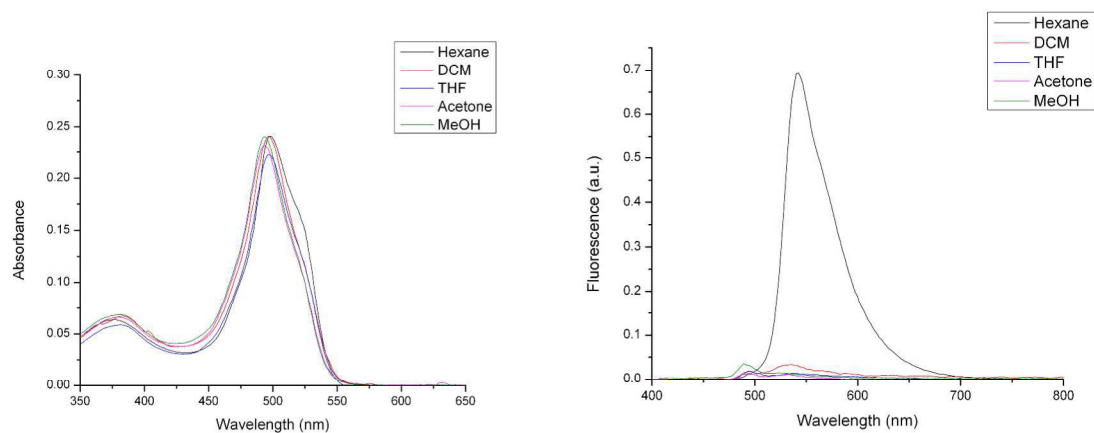 Hexane
DCM
THF
Acetone
MeOH
0.30
0.25
0.20
0.15
0.10
0.05
0.00
Absorbance
350 400 450 500 550 600 650
Wavelength (nm)
Hexane
DCM
THF
Acetone
MeOH
0.7
0.6
0.5
0.4
0.3
0.2
0.1
0.0
Fluorescence (a.u.)
400 500 600 700 800
Wavelength (nm)